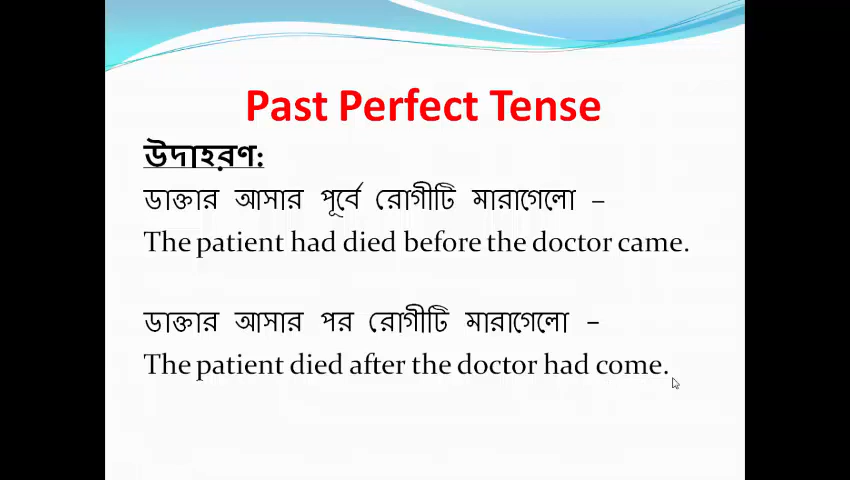 Past Perfect Tense
উদাহরণ:
ডাক্তার আসার পূর্বে রোগীটি মারাগেলো –
The patient had died before the doctor came.
ডাক্তার আসার পর রোগীটি মারাগেলো –
The patient died after the doctor had come.